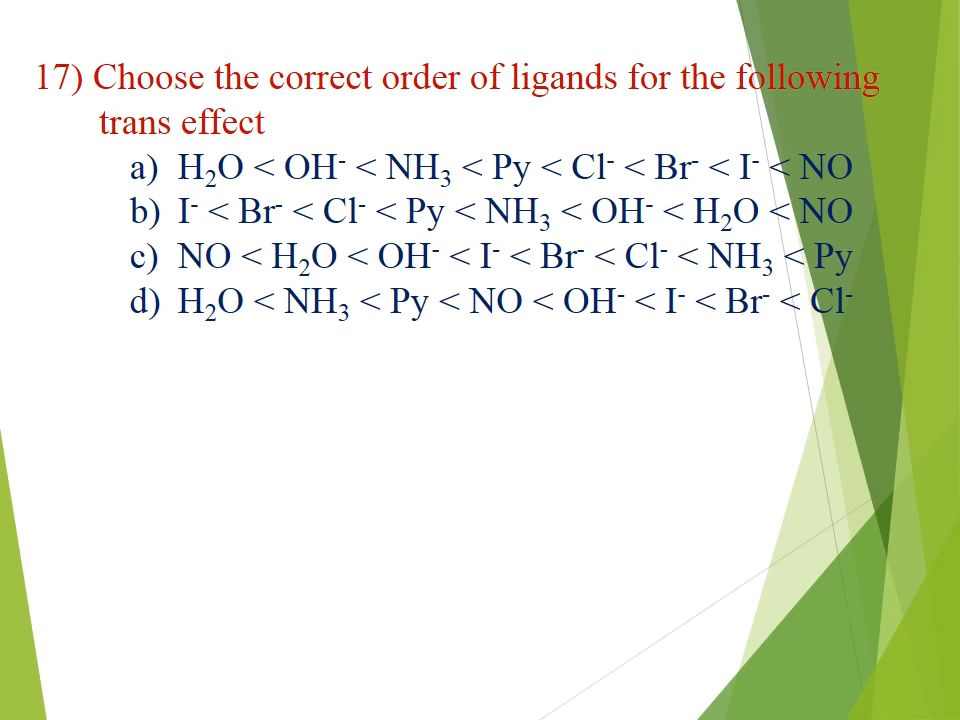 17) Choose the correct order of ligands for the following
trans effect
a) H₂O < OH⁻ < NH₃ < Py < Cl⁻ < Br⁻ < I⁻ < NO
b) I⁻ < Br⁻ < Cl⁻ < Py < NH₃ < OH⁻ < H₂O < NO
c) NO < H₂O < OH⁻ < I⁻ < Br⁻ < Cl⁻ < NH₃ < Py
d) H₂O < NH₃ < Py < NO < OH⁻ < I⁻ < Br⁻ < Cl⁻